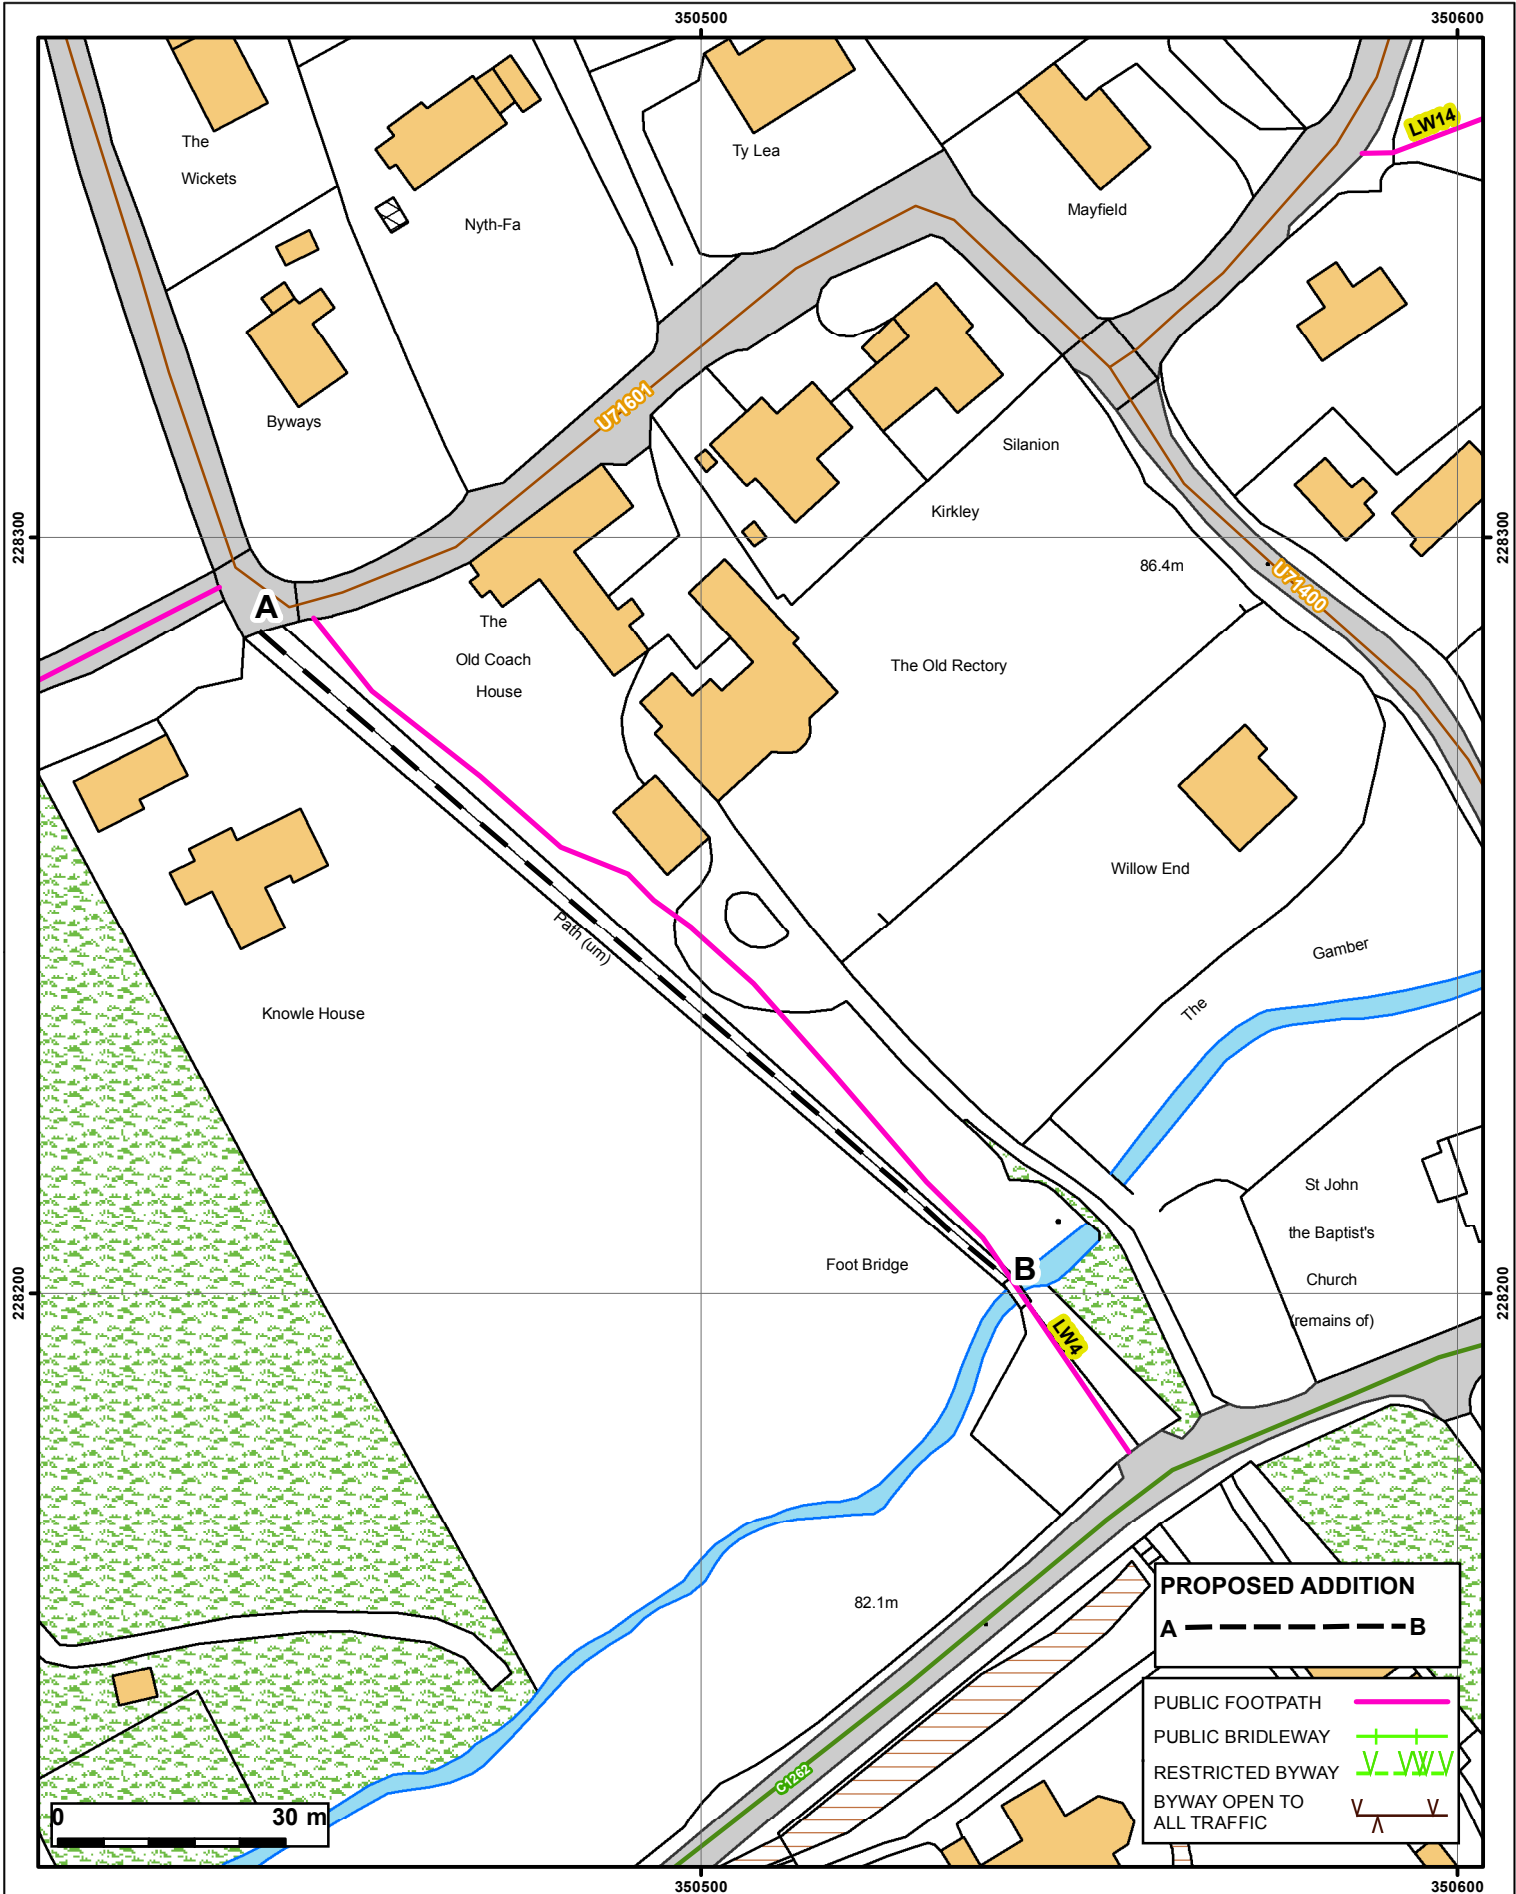 350500
350600
The
Wickets
Nyth-Fa
Ty Lea
Mayfield
LW14
Byways
U71601
Silanion
Kirkley
228300
228300
86.4m
U71400
A
The
Old Coach
House
The Old Rectory
Willow End
Path (um)
Gamber
The
Knowle House
St John
the Baptist's
Church
(remains of)
Foot Bridge
B
228200
228200
LW4
82.1m
C1262
PROPOSED ADDITION
A B
PUBLIC FOOTPATH
PUBLIC BRIDLEWAY
RESTRICTED BYWAY
BYWAY OPEN TO
ALL TRAFFIC
0 30 m
350500
350600